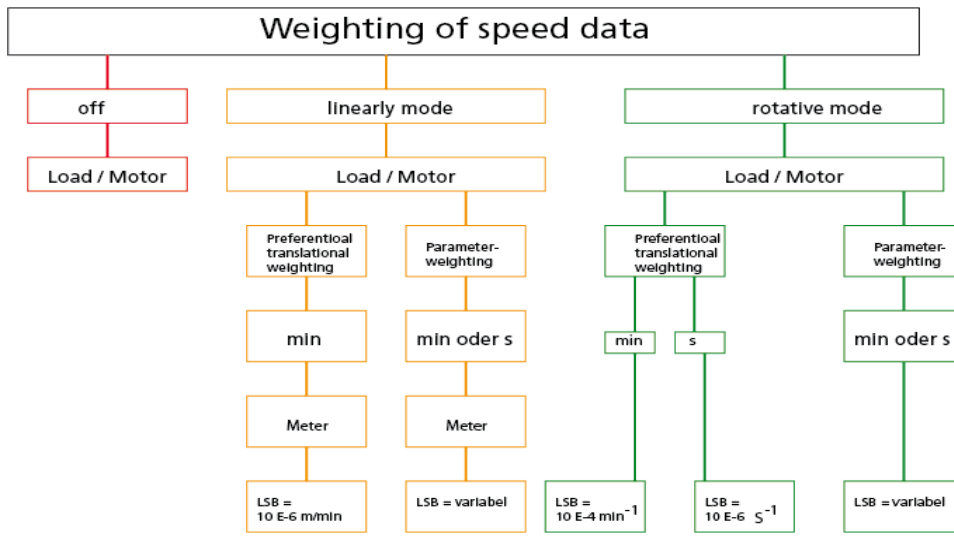 Weighting of speed data
off
linearly mode
rotative mode
Load / Motor
Load / Motor
Load / Motor
Preferentioal
translational
weighting
Parameter-
weighting
Preferentioal
translational
weighting
Parameter-
weighting
min
min oder s
min
s
min oder s
Meter
Meter
LSB =
10 E-6 m/min
LSB = variabel
LSB =
10 E-4 min⁻¹
LSB =
10 E-6 S⁻¹
LSB = variabel